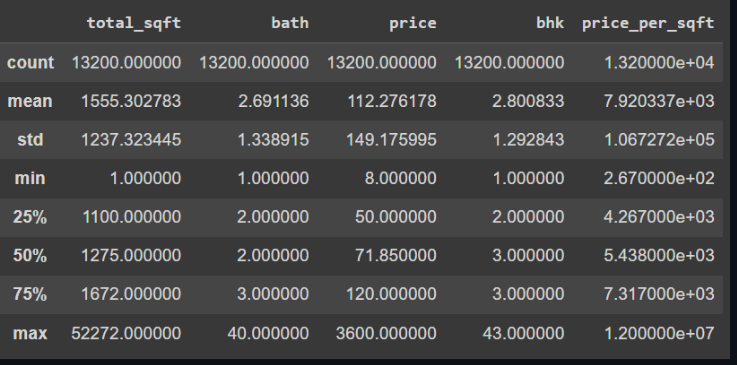 total_sqft bath price bhk price_per_sqft
count 13200.000000 13200.000000 13200.000000 13200.000000 1.320000e+04
mean 1555.302783 2.691136 112.276178 2.800833 7.920337e+03
std 1237.323445 1.338915 149.175995 1.292843 1.067272e+05
min 1.000000 1.000000 8.000000 1.000000 2.670000e+02
25% 1100.000000 2.000000 50.000000 2.000000 4.267000e+03
50% 1275.000000 2.000000 71.850000 3.000000 5.438000e+03
75% 1672.000000 3.000000 120.000000 3.000000 7.317000e+03
max 52272.000000 40.000000 3600.000000 43.000000 1.200000e+07